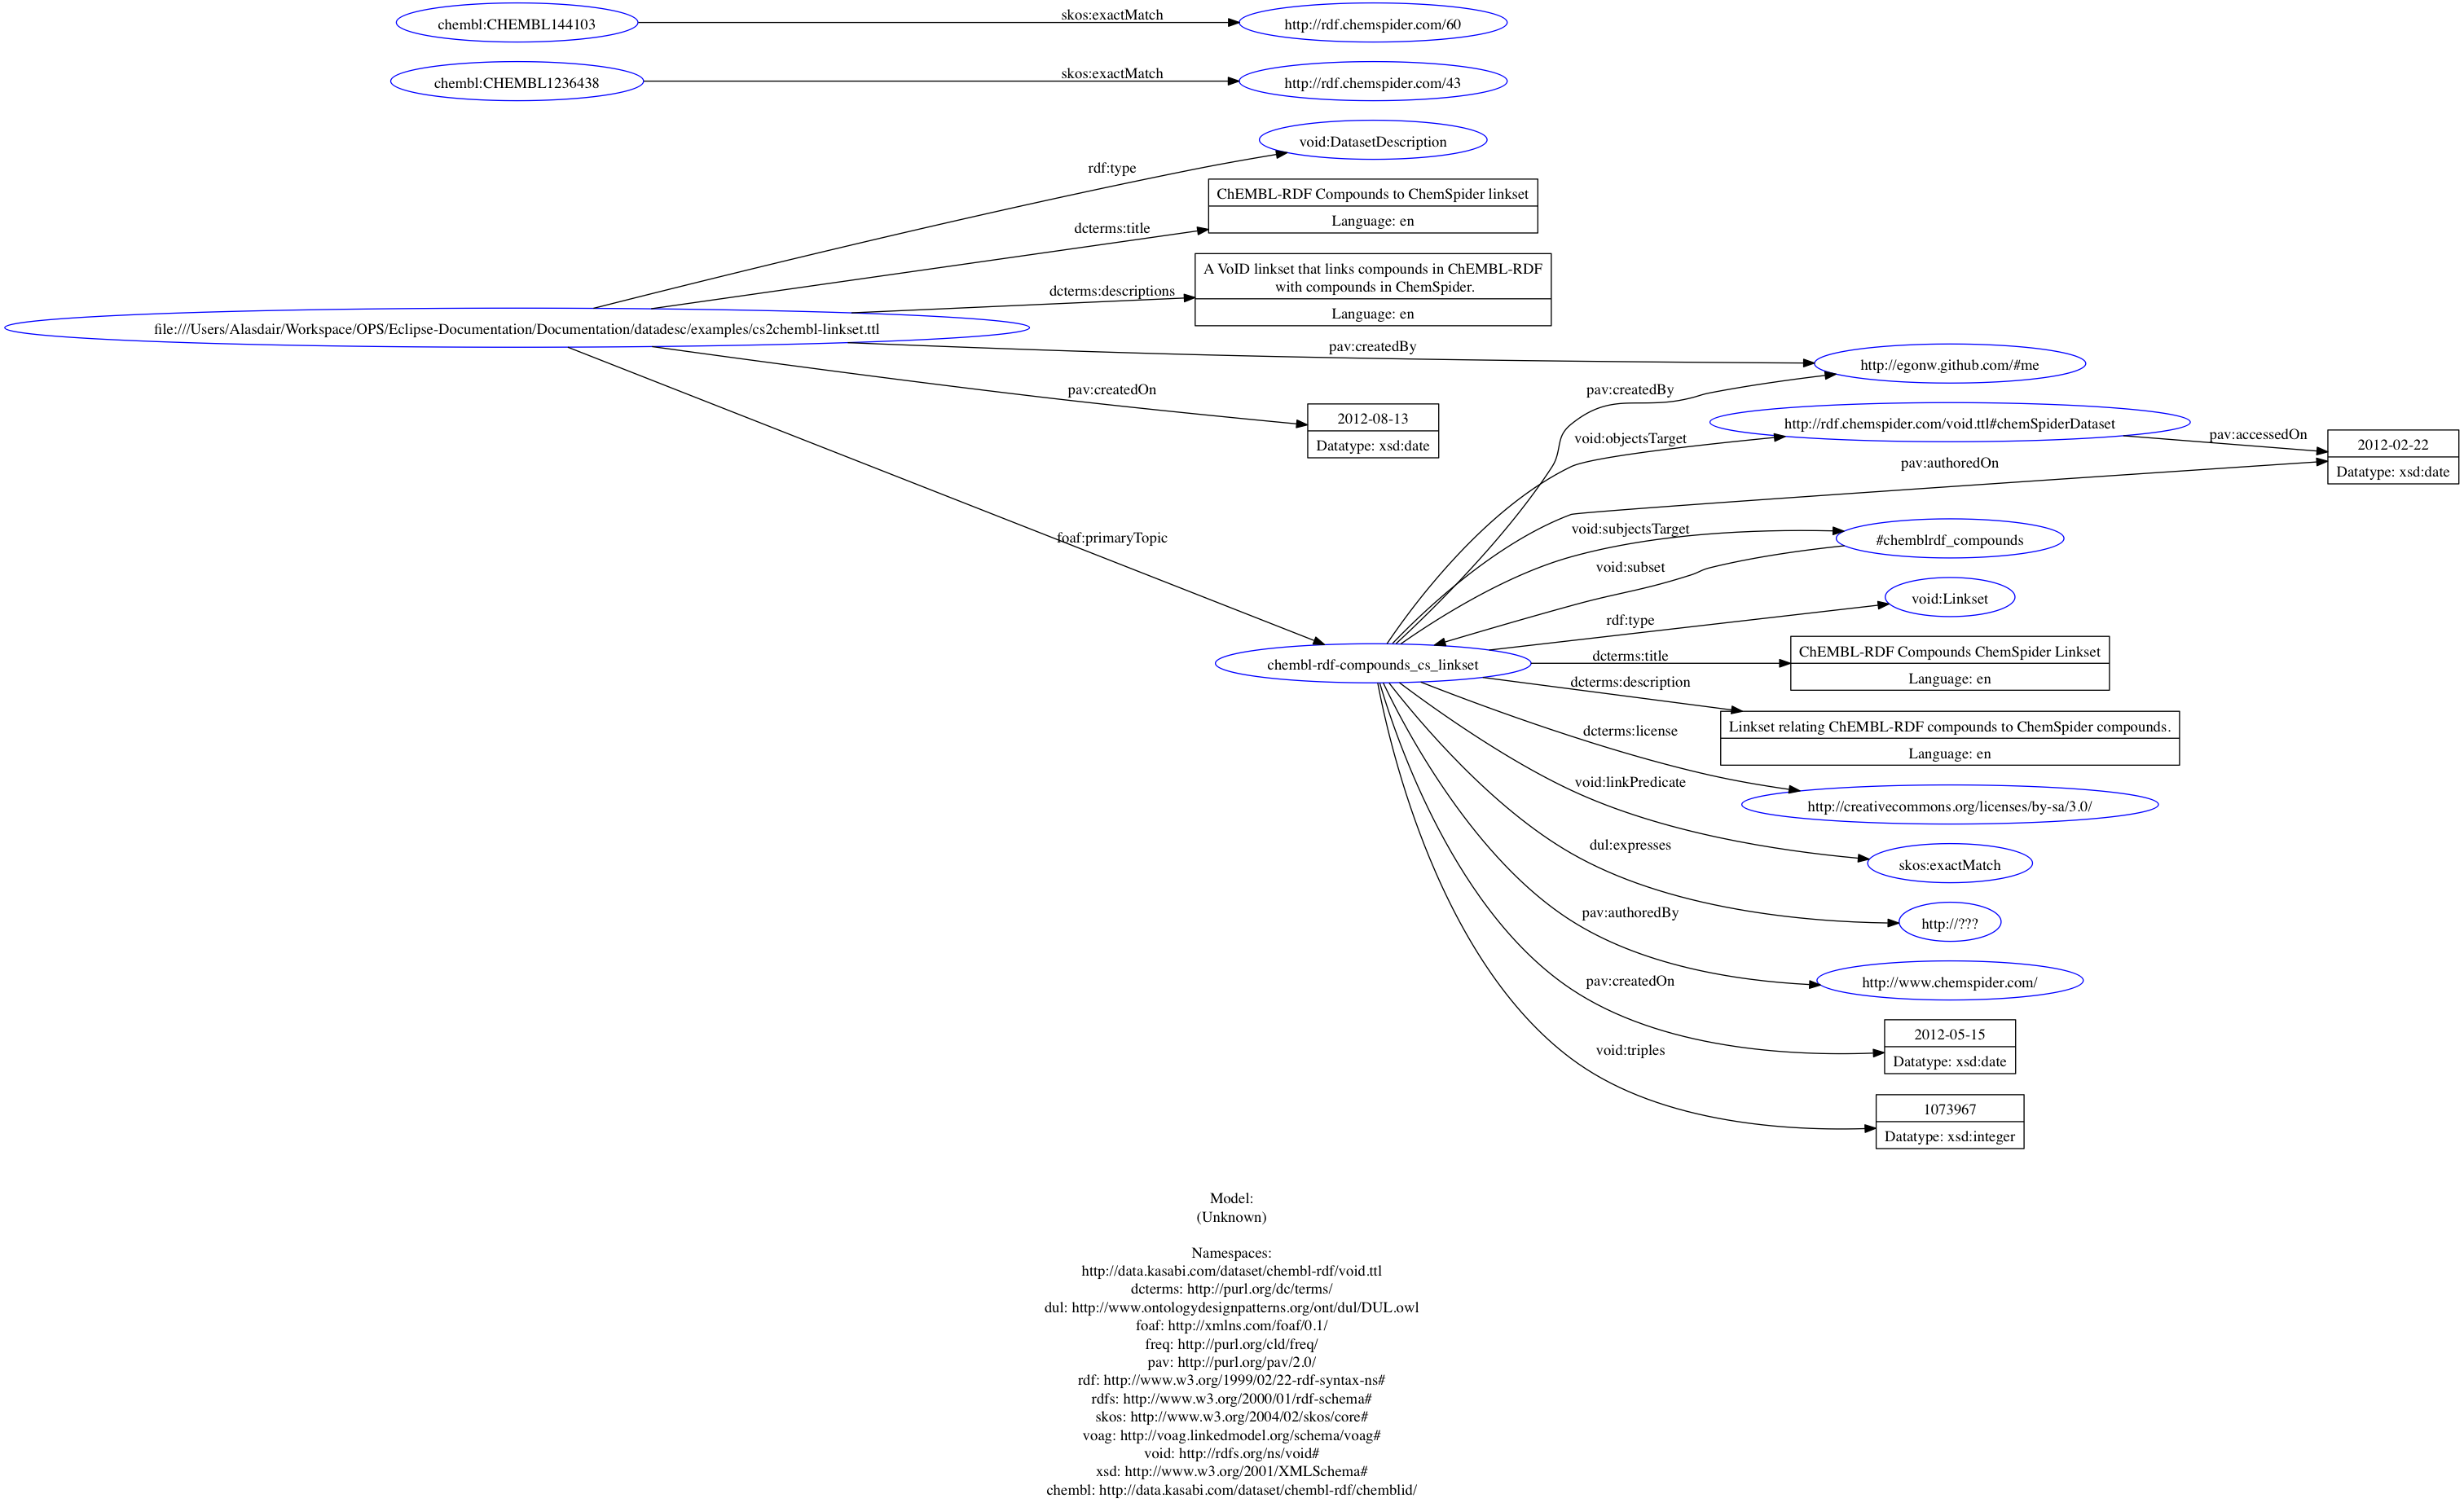 chembl:CHEMBL144103
skos:exactMatch
http://rdf.chemspider.com/60
chembl:CHEMBL1236438
skos:exactMatch
http://rdf.chemspider.com/43
void:DatasetDescription
rdf:type
ChEMBL-RDF Compounds to ChemSpider linkset
Language: en
dcterms:title
A VoID linkset that links compounds in ChEMBL-RDF
with compounds in ChemSpider.
Language: en
dcterms:descriptions
file:///Users/Alasdair/Workspace/OPS/Eclipse-Documentation/Documentation/datadesc/examples/cs2chembl-linkset.ttl
pav:createdBy
http://egonw.github.com/#me
pav:createdOn
2012-08-13
Datatype: xsd:date
pav:createdBy
void:objectsTarget
http://rdf.chemspider.com/void.ttl#chemSpiderDataset
pav:accessedOn
2012-02-22
Datatype: xsd:date
pav:authoredOn
foaf:primaryTopic
void:subjectsTarget
#chemblrdf_compounds
void:subset
void:Linkset
rdf:type
chembl-rdf-compounds_cs_linkset
dcterms:title
ChEMBL-RDF Compounds ChemSpider Linkset
Language: en
dcterms:description
Linkset relating ChEMBL-RDF compounds to ChemSpider compounds.
Language: en
dcterms:license
http://creativecommons.org/licenses/by-sa/3.0/
void:linkPredicate
skos:exactMatch
dul:expresses
http://???
pav:authoredBy
http://www.chemspider.com/
pav:createdOn
2012-05-15
Datatype: xsd:date
void:triples
1073967
Datatype: xsd:integer
Model:
(Unknown)
Namespaces:
http://data.kasabi.com/dataset/chembl-rdf/void.ttl
dcterms: http://purl.org/dc/terms/
dul: http://www.ontologydesignpatterns.org/ont/dul/DUL.owl
foaf: http://xmlns.com/foaf/0.1/
freq: http://purl.org/cld/freq/
pav: http://purl.org/pav/2.0/
rdf: http://www.w3.org/1999/02/22-rdf-syntax-ns#
rdfs: http://www.w3.org/2000/01/rdf-schema#
skos: http://www.w3.org/2004/02/skos/core#
voag: http://voag.linkedmodel.org/schema/voag#
void: http://rdfs.org/ns/void#
xsd: http://www.w3.org/2001/XMLSchema#
chembl: http://data.kasabi.com/dataset/chembl-rdf/chemblid/